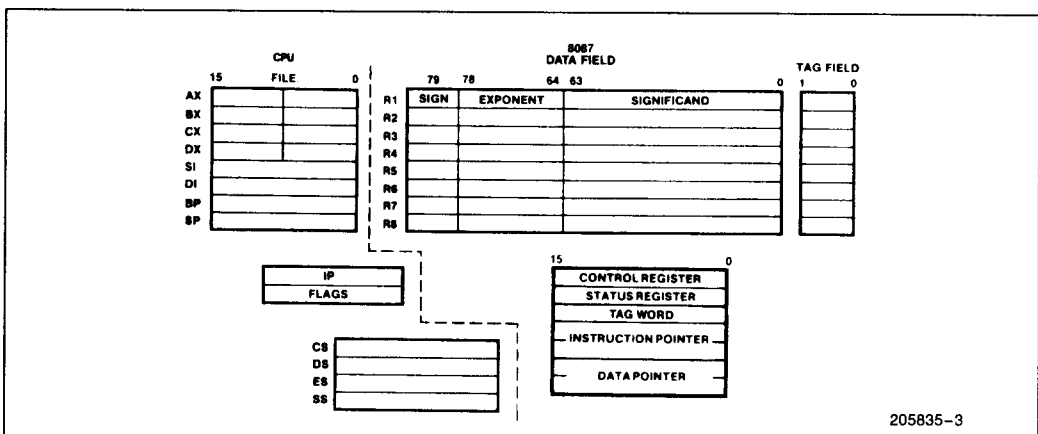 CPU
FILE
15 0
AX
BX
CX
DX
SI
DI
BP
SP
8087
DATA FIELD
79 78 64 63 0
R1 SIGN EXPONENT SIGNIFICAND
R2
R3
R4
R5
R6
R7
R8
TAG FIELD
1 0
IP
FLAGS
CS
DS
ES
SS
15 0
CONTROL REGISTER
STATUS REGISTER
TAG WORD
INSTRUCTION POINTER
DATA POINTER
205835-3